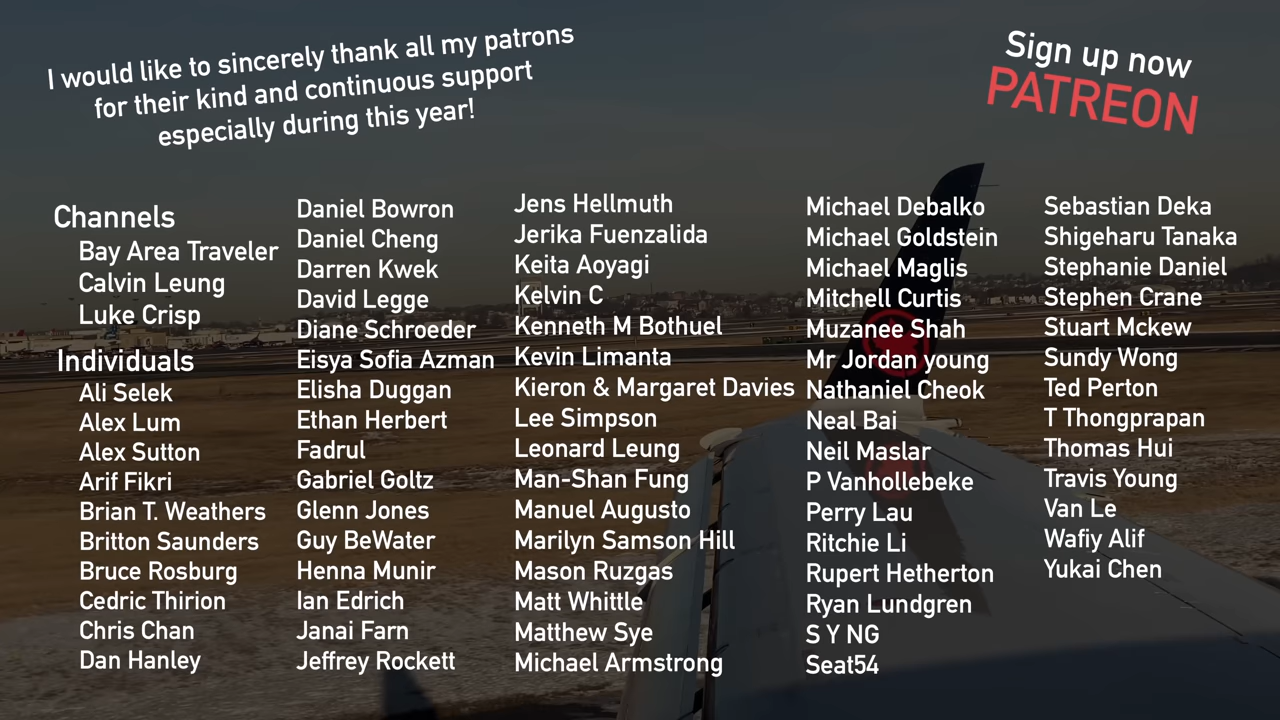 I would like to sincerely thank all my patrons
for their kind and continuous support
especially during this year!
Sign up now
PATREON
Channels
Bay Area Traveler
Calvin Leung
Luke Crisp
Individuals
Ali Selek
Alex Lum
Alex Sutton
Arif Fikri
Brian T. Weathers
Britton Saunders
Bruce Rosburg
Cedric Thirion
Chris Chan
Dan Hanley
Daniel Bowron
Daniel Cheng
Darren Kwek
David Legge
Diane Schroeder
Eisya Sofia Azman
Elisha Duggan
Ethan Herbert
Fadrul
Gabriel Goltz
Glenn Jones
Guy BeWater
Henna Munir
Ian Edrich
Janai Farn
Jeffrey Rockett
Jens Hellmuth
Jerika Fuenzalida
Keita Aoyagi
Kelvin C
Kenneth M Bothuel
Kevin Limanta
Kieron & Margaret Davies
Lee Simpson
Leonard Leung
Man-Shan Fung
Manuel Augusto
Marilyn Samson Hill
Mason Ruzgas
Matt Whittle
Matthew Sye
Michael Armstrong
Michael Debalko
Michael Goldstein
Michael Maglis
Mitchell Curtis
Muzanee Shah
Mr Jordan young
Nathaniel Cheok
Neal Bai
Neil Maslar
P Vanhollebeke
Perry Lau
Ritchie Li
Rupert Hetherton
Ryan Lundgren
S Y NG
Seat54
Sebastian Deka
Shigeharu Tanaka
Stephanie Daniel
Stephen Crane
Stuart Mckew
Sundy Wong
Ted Perton
T Thongprapan
Thomas Hui
Travis Young
Van Le
Wafiy Alif
Yukai Chen